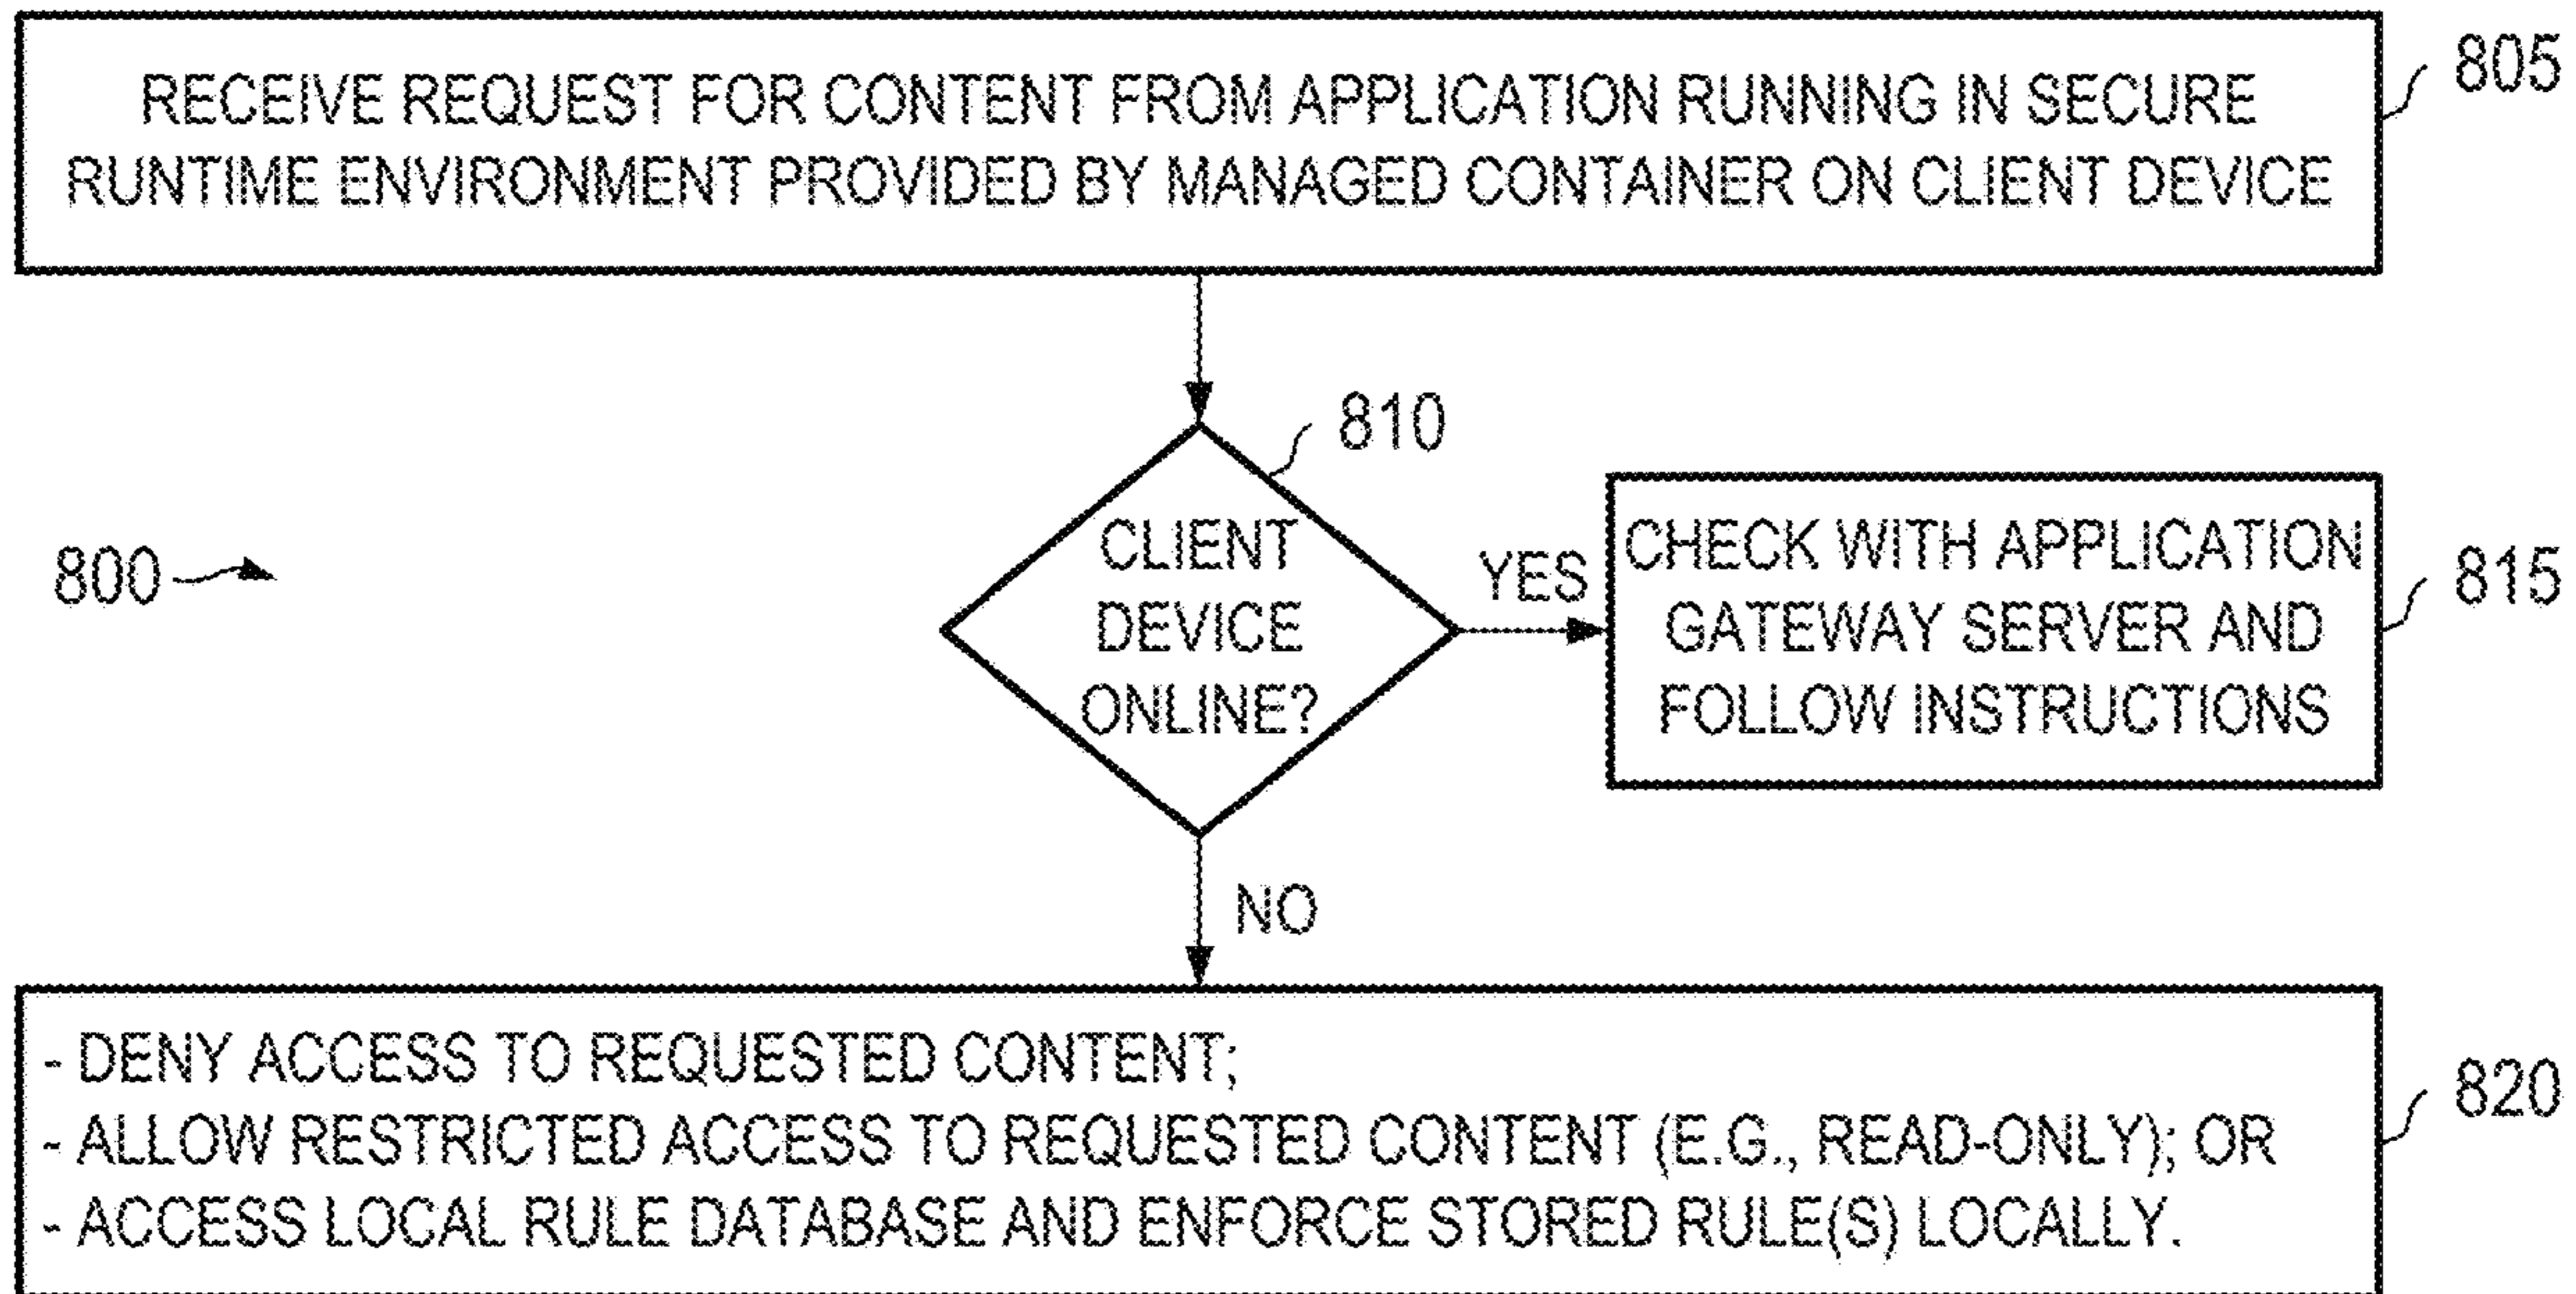 RECEIVE REQUEST FOR CONTENT FROM APPLICATION RUNNING IN SECURE
RUNTIME ENVIRONMENT PROVIDED BY MANAGED CONTAINER ON CLIENT DEVICE
805
810
800
CLIENT
DEVICE
ONLINE?
YES
CHECK WITH APPLICATION
GATEWAY SERVER AND
FOLLOW INSTRUCTIONS
815
NO
- DENY ACCESS TO REQUESTED CONTENT;
- ALLOW RESTRICTED ACCESS TO REQUESTED CONTENT (E.G., READ-ONLY); OR
- ACCESS LOCAL RULE DATABASE AND ENFORCE STORED RULE(S) LOCALLY.
820